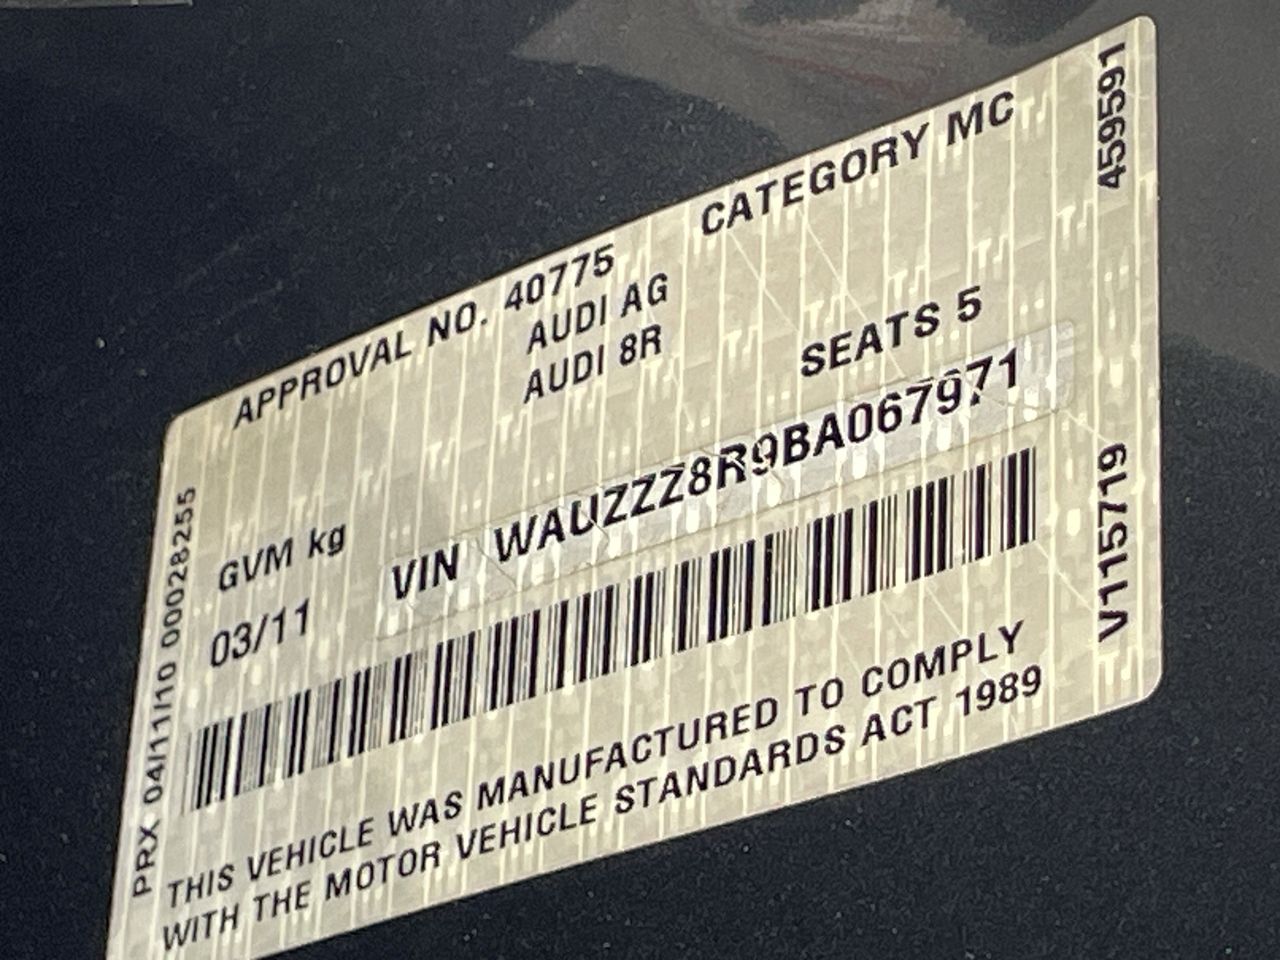 APPROVAL NO. 40775
CATEGORY MC
AUDI AG
AUDI 8R
SEATS 5
GVM kg
03/11
VIN WAUZZZ8R9BA067971
THIS VEHICLE WAS MANUFACTURED TO COMPLY
WITH THE MOTOR VEHICLE STANDARDS ACT 1989
PRX 04/11/10 00028255
459591
V115719